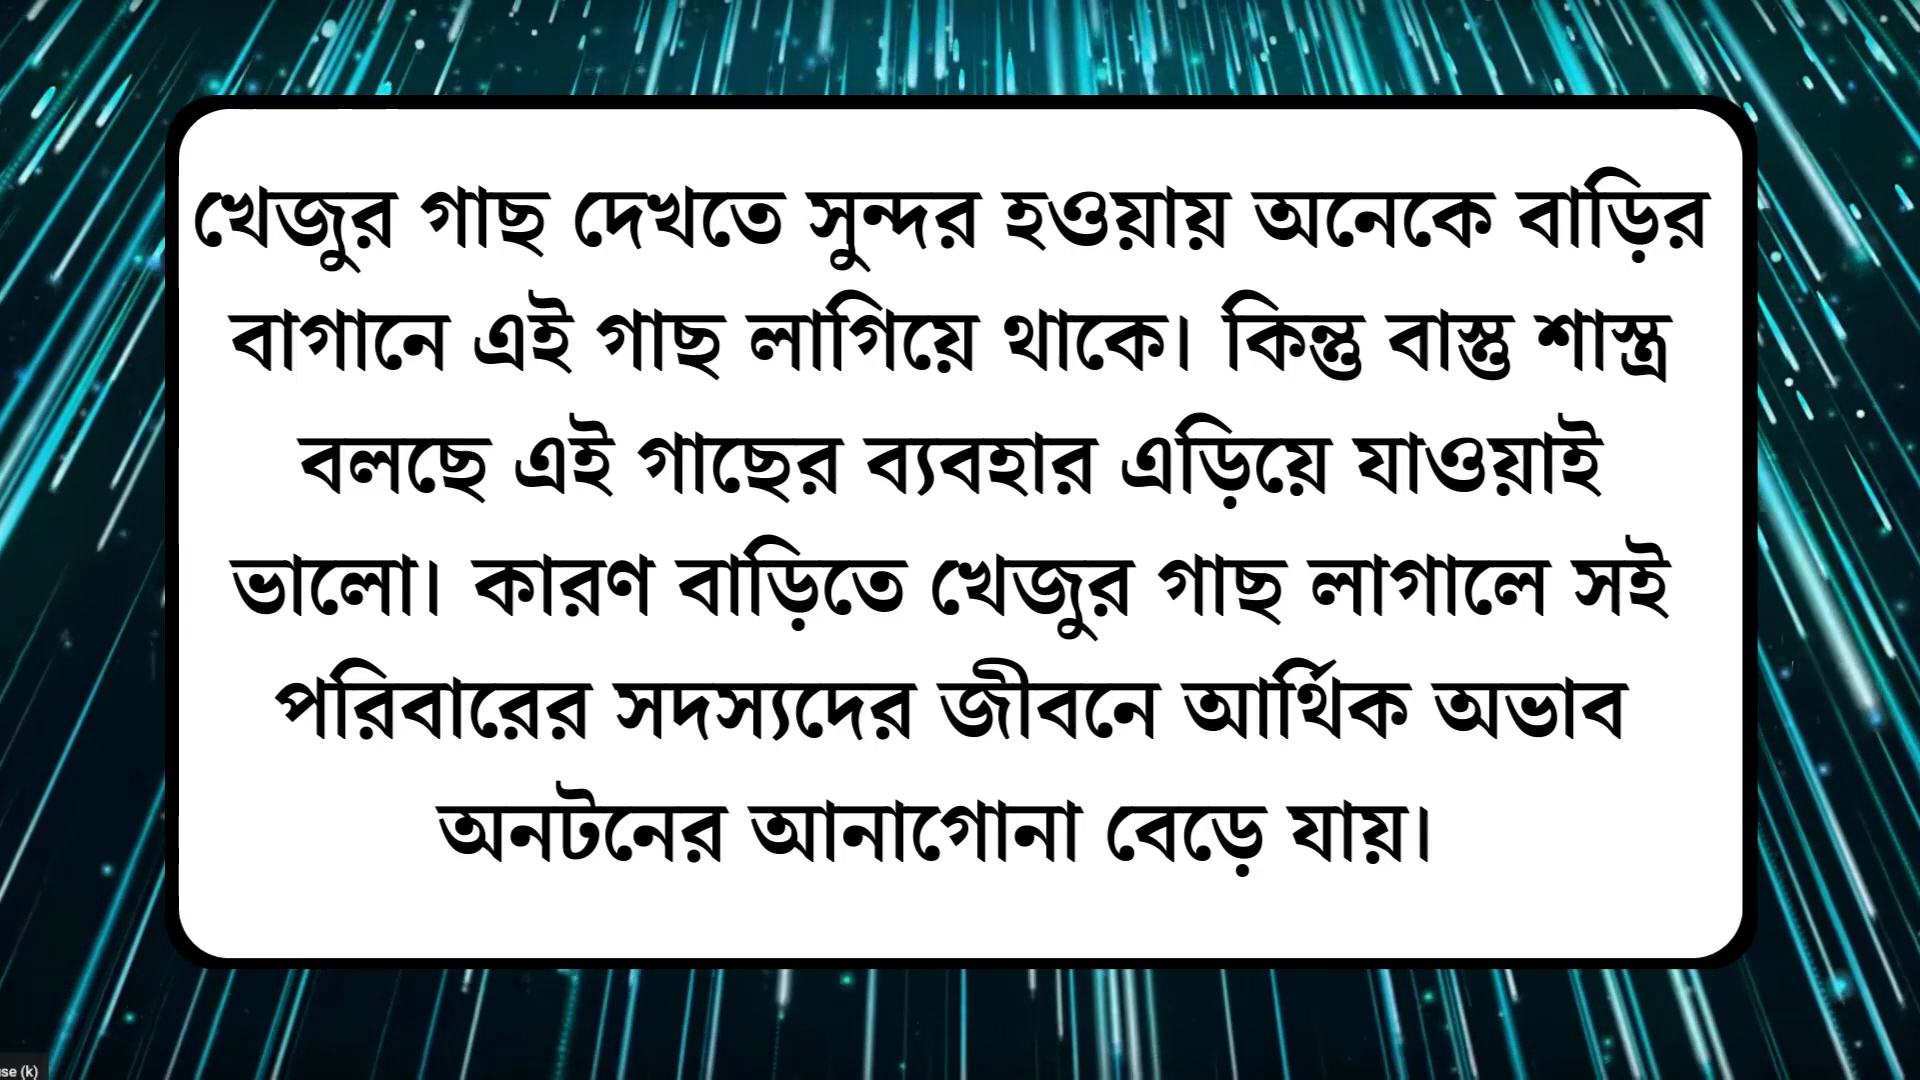 খেজুর গাছ দেখতে সুন্দর হওয়ায় অনেকে বাড়ির
বাগানে এই গাছ লাগিয়ে থাকে। কিন্তু বাস্তু শাস্ত্র
বলছে এই গাছের ব্যবহার এড়িয়ে যাওয়াই
ভালো। কারণ বাড়িতে খেজুর গাছ লাগালে সই
পরিবারের সদস্যদের জীবনে আর্থিক অভাব
অনটনের আনাগোনা বেড়ে যায়।
(k)